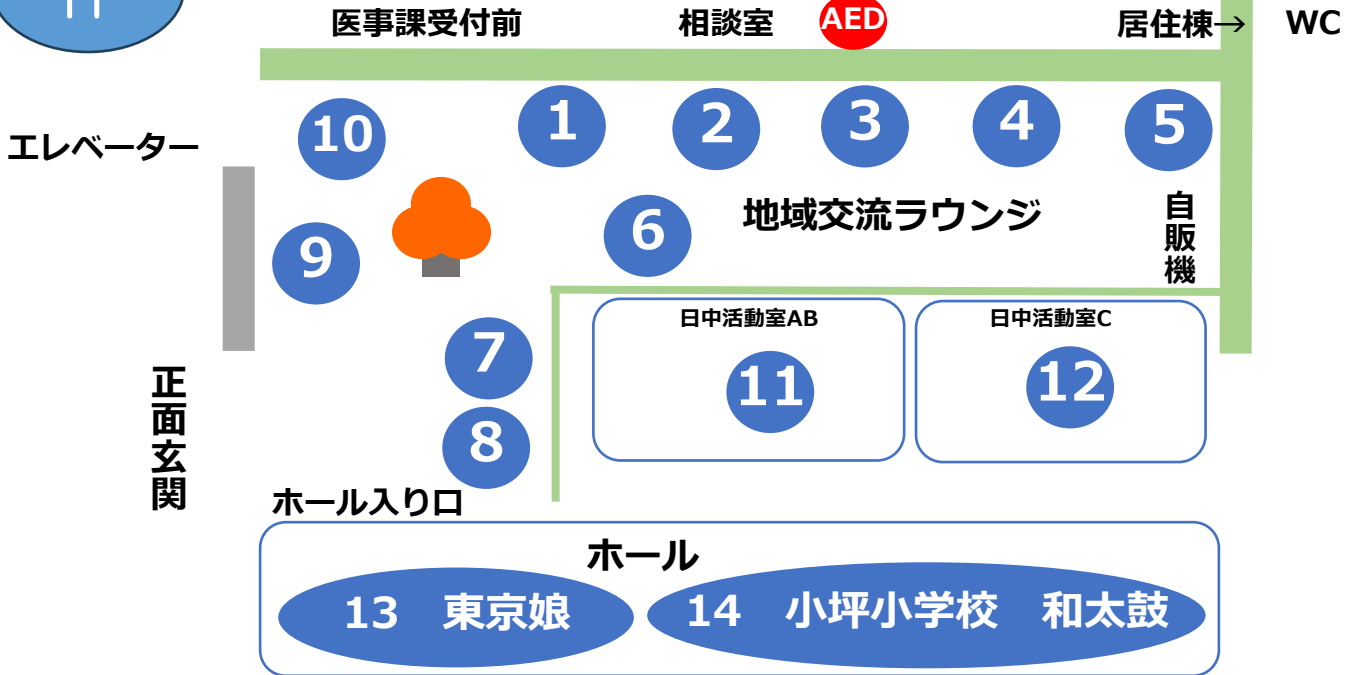 医事課受付前 相談室 AED 居住棟→ WC
エレベーター
10 1 2 3 4 5
9 6 地域交流ラウンジ 自販機
日中活動室AB 日中活動室C
7 11 12
8
正面玄関
ホール入り口
ホール
13 東京娘 14 小坪小学校 和太鼓